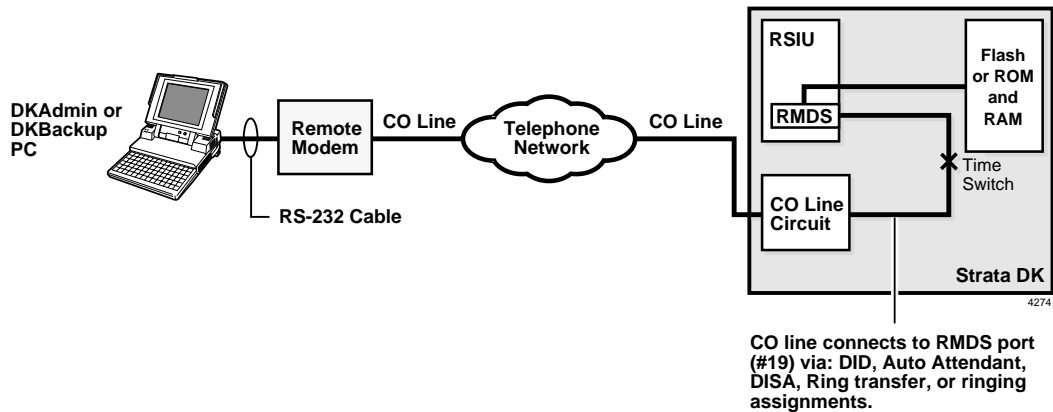 DKAdmin or
DKBackup
PC
RS-232 Cable
Remote
Modem
CO Line
Telephone
Network
CO Line
RSIU
RMDS
Flash
or ROM
and
RAM
Time
Switch
CO Line
Circuit
Strata DK
4274
CO line connects to RMDS port
(#19) via: DID, Auto Attendant,
DISA, Ring transfer, or ringing
assignments.